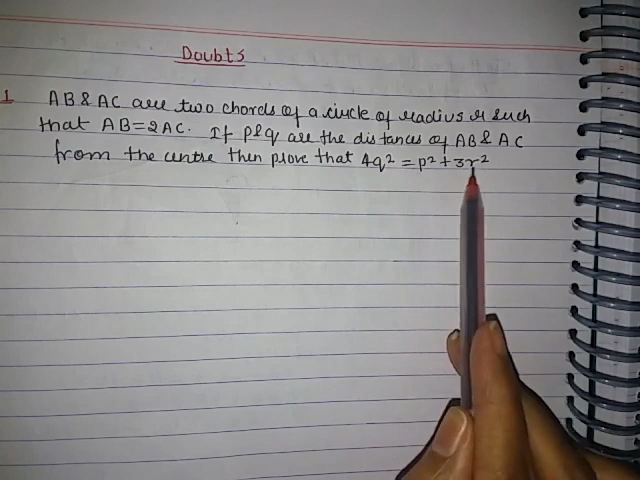 Doubts
1 AB & AC are two chords of a circle of radius r such
that AB = 2AC. If p & q are the distances of AB & AC
from the centre then prove that 4q² = p² + 3r²